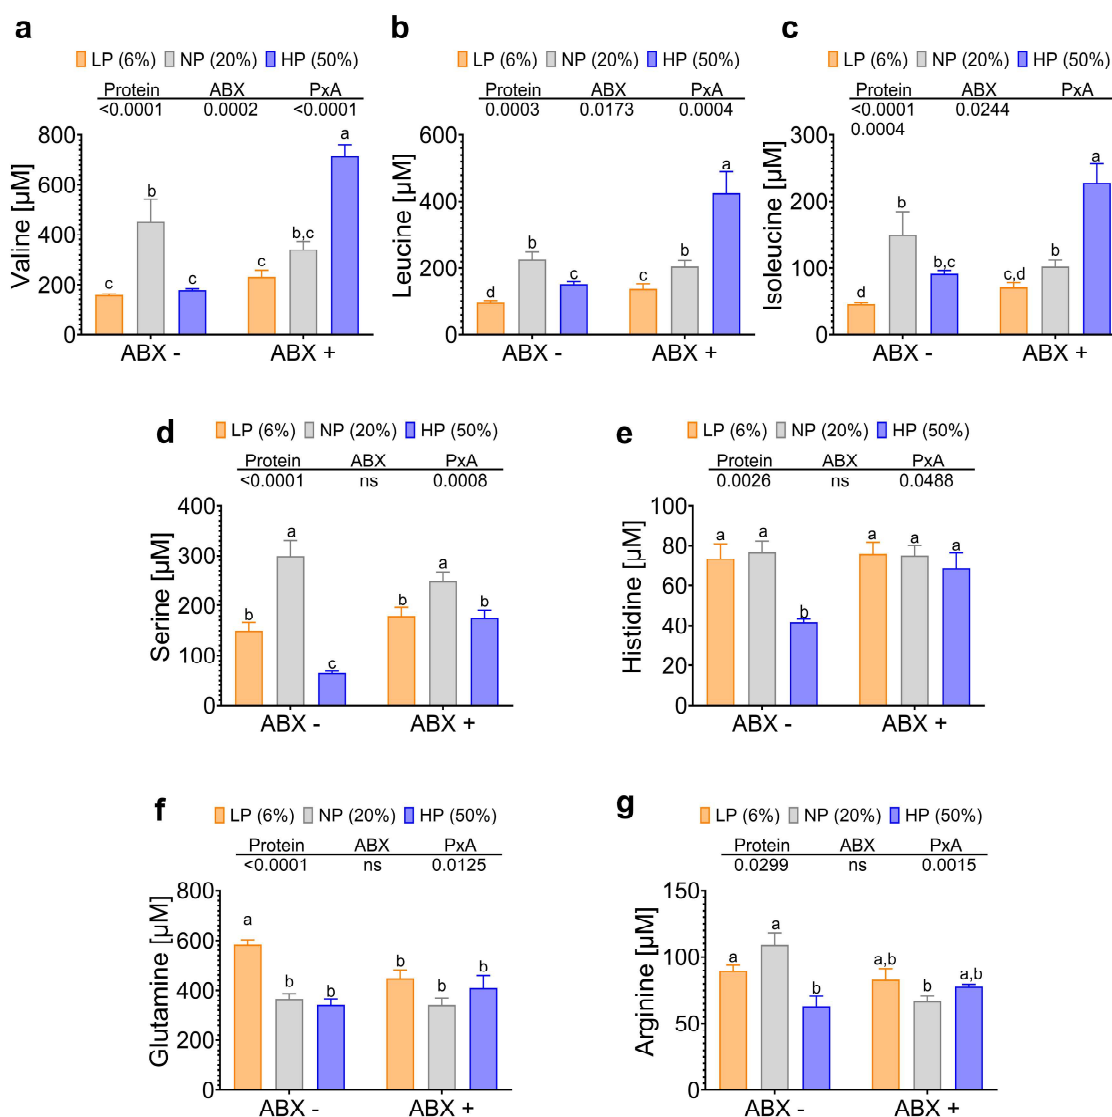 a
LP (6%) NP (20%) HP (50%)
Protein ABX PxA
<0.0001 0.0002 <0.0001
Valine [µM]
800
600
400
200
0
c b c c b,c a
ABX - ABX +
b
LP (6%) NP (20%) HP (50%)
Protein ABX PxA
0.0003 0.0173 0.0004
Leucine [µM]
600
400
200
0
d b c c b a
ABX - ABX +
c
LP (6%) NP (20%) HP (50%)
Protein ABX PxA
<0.0001 0.0244
0.0004
Isoleucine [µM]
300
200
100
0
d b b,c c,d b a
ABX - ABX +
d
LP (6%) NP (20%) HP (50%)
Protein ABX PxA
<0.0001 ns 0.0008
Serine [µM]
400
300
200
100
0
b a c b a b
ABX - ABX +
e
LP (6%) NP (20%) HP (50%)
Protein ABX PxA
0.0026 ns 0.0488
Histidine [µM]
100
80
60
40
20
0
a a b a a a
ABX - ABX +
f
LP (6%) NP (20%) HP (50%)
Protein ABX PxA
<0.0001 ns 0.0125
Glutamine [µM]
800
600
400
200
0
a b b b b b
ABX - ABX +
g
LP (6%) NP (20%) HP (50%)
Protein ABX PxA
0.0299 ns 0.0015
Arginine [µM]
150
100
50
0
a a b a,b b a,b
ABX - ABX +